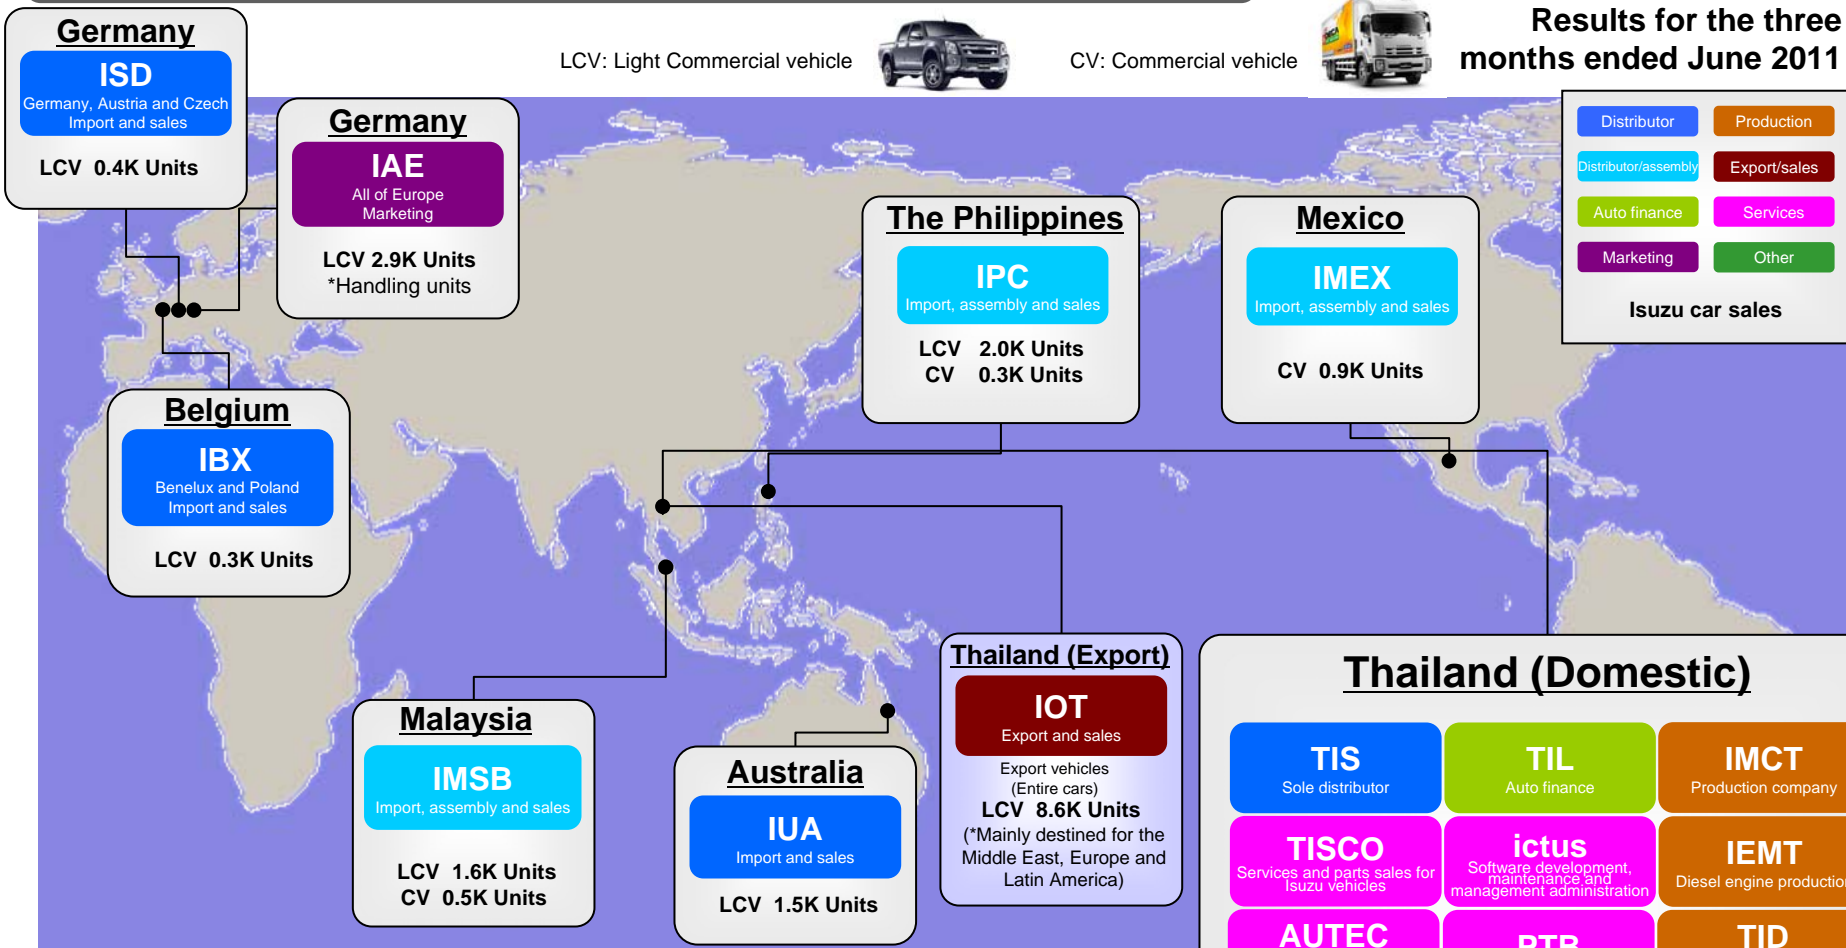 Results for the three
months ended June 2011
LCV: Light Commercial vehicle
CV: Commercial vehicle
Distributor
Production
Distributor/assembly
Export/sales
Auto finance
Services
Marketing
Other
Isuzu car sales
Germany
ISD
Germany, Austria and Czech
Import and sales
LCV 0.4K Units
Germany
IAE
All of Europe
Marketing
LCV 2.9K Units
*Handling units
The Philippines
IPC
Import, assembly and sales
LCV 2.0K Units
CV 0.3K Units
Mexico
IMEX
Import, assembly and sales
CV 0.9K Units
Belgium
IBX
Benelux and Poland
Import and sales
LCV 0.3K Units
Malaysia
IMSB
Import, assembly and sales
LCV 1.6K Units
CV 0.5K Units
Australia
IUA
Import and sales
LCV 1.5K Units
Thailand (Export)
IOT
Export and sales
Export vehicles
(Entire cars)
LCV 8.6K Units
(*Mainly destined for the
Middle East, Europe and
Latin America)
Thailand (Domestic)
TIS
Sole distributor
TIL
Auto finance
IMCT
Production company
TISCO
Services and parts sales for
Isuzu vehicles
ictus
Software development,
maintenance and
management administration
IEMT
Diesel engine production
AUTEC
PTB
TID